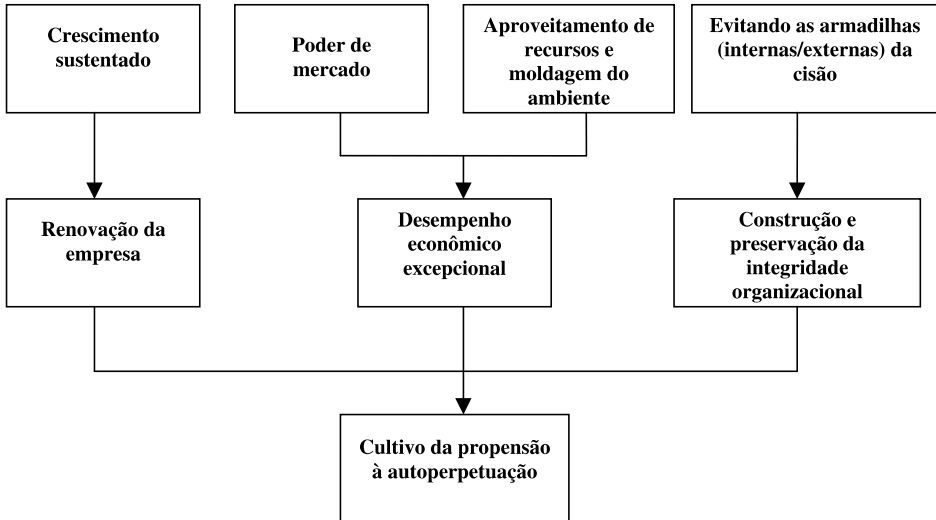 Crescimento
sustentado
Poder de
mercado
Aproveitamento de
recursos e
moldagem do
ambiente
Evitando as armadilhas
(internas/externas) da
cisão
Renovação da
empresa
Desempenho
econômico
excepcional
Construção e
preservação da
integridade
organizacional
Cultivo da propensão
à autoperpetuação